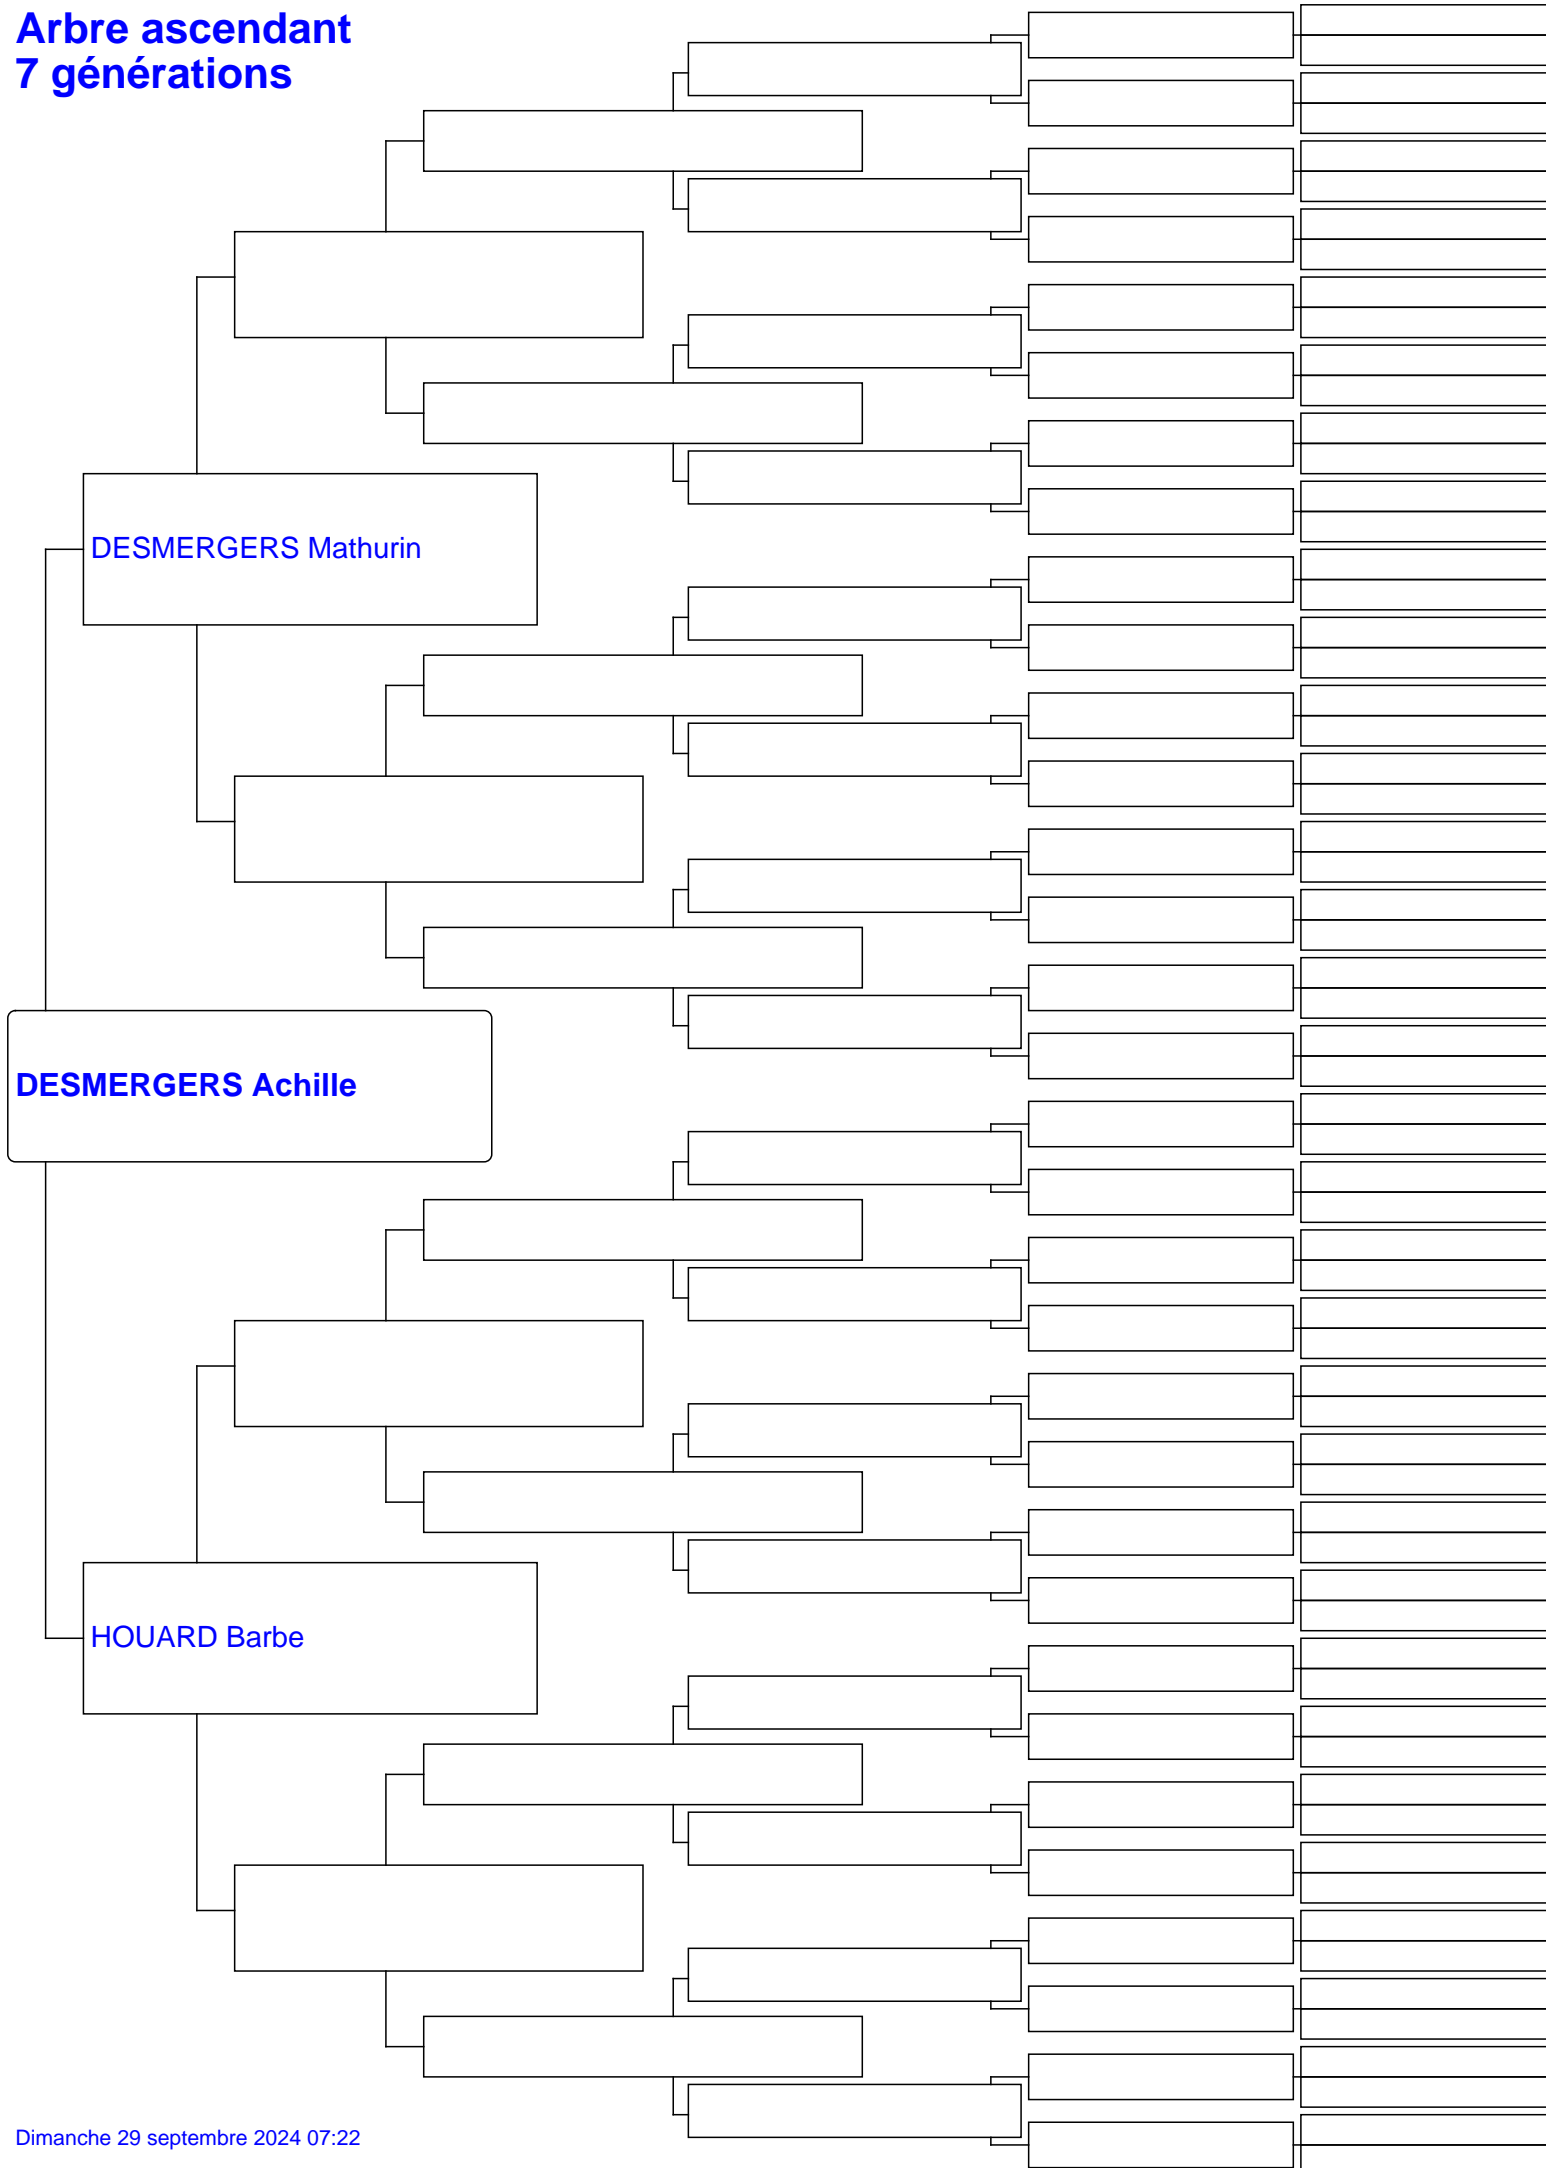 Arbre ascendant
7 générations
DESMERGERS Mathurin
DESMERGERS Achille
HOUARD Barbe
Dimanche 29 septembre 2024 07:22